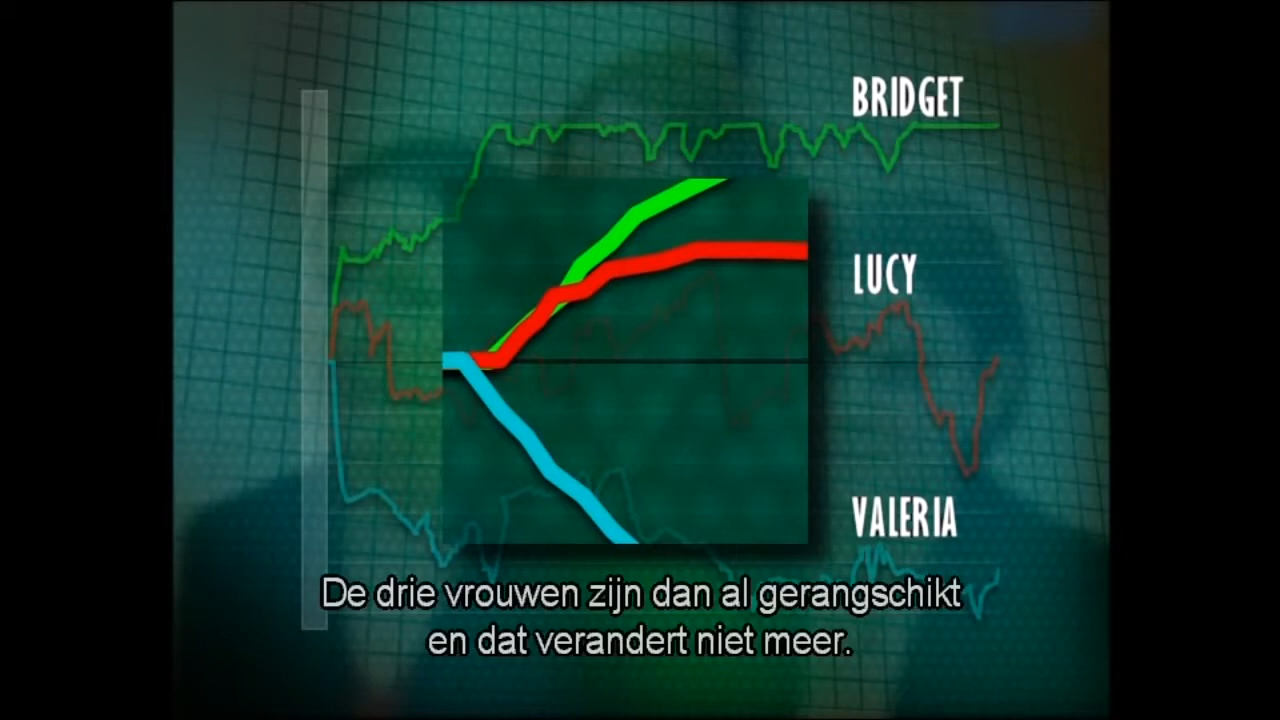 BRIDGET
LUCY
VALERIA
De drie vrouwen zijn dan al gerangschikt
en dat verandert niet meer.